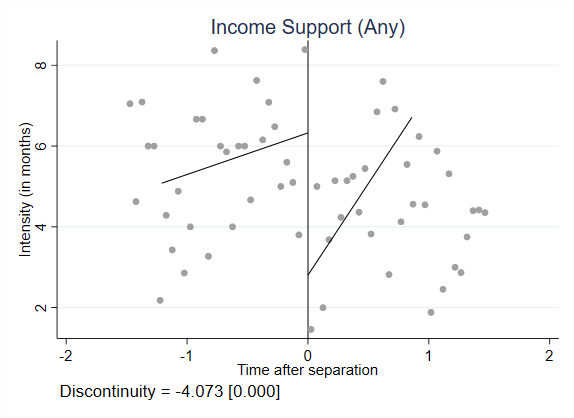 Income Support (Any)
Intensity (in months)
8
6
4
2
-2 -1 0 1 2
Time after separation
Discontinuity = -4.073 [0.000]